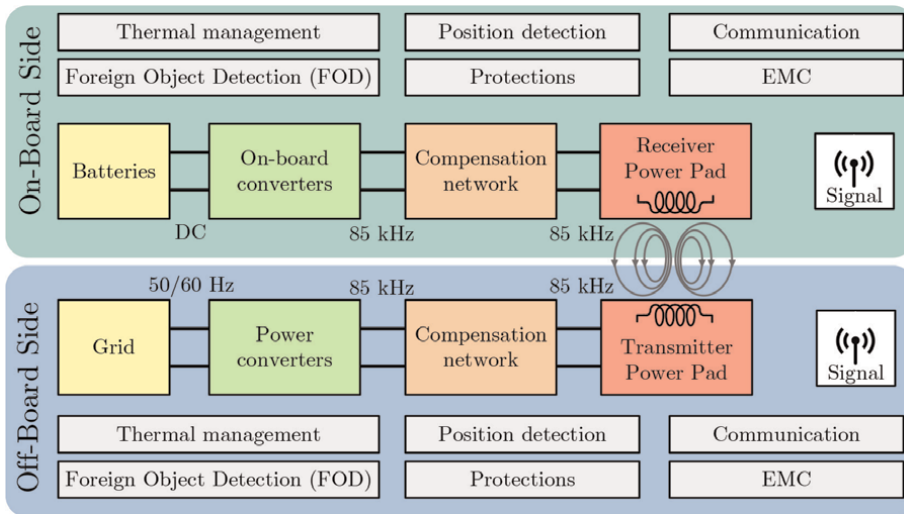 On-Board Side
Thermal management
Position detection
Communication
Foreign Object Detection (FOD)
Protections
EMC
Batteries
On-board
converters
Compensation
network
Receiver
Power Pad
Signal
DC
85 kHz
85 kHz
Off-Board Side
50/60 Hz
85 kHz
85 kHz
Grid
Power
converters
Compensation
network
Transmitter
Power Pad
Signal
Thermal management
Position detection
Communication
Foreign Object Detection (FOD)
Protections
EMC